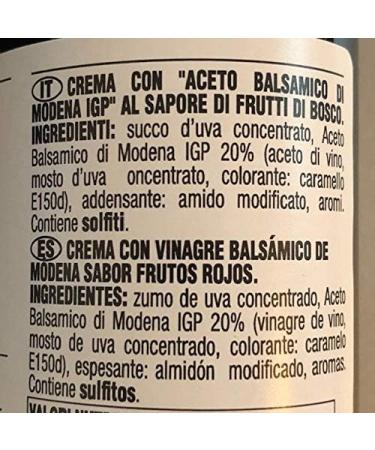 IT CREMA CON "ACETO BALSAMICO DI
MODENA IGP" AL SAPORE DI FRUTTI DI BOSCO.
INGREDIENTI: succo d'uva concentrato, Aceto
Balsamico di Modena IGP 20% (aceto di vino,
mosto d'uva oncentrato, colorante: caramello
E150d), addensante: amido modificato, aromi.
Contiene solfiti.
ES CREMA CON VINAGRE BALSÁMICO DE
MÓDENA SABOR FRUTOS ROJOS.
INGREDIENTES: zumo de uva concentrado, Aceto
Balsamico di Modena IGP 20% (vinagre de vino,
mosto de uva concentrado, colorante: caramelo
E150d), espesante: almidón modificado, aromas.
Contiene sulfitos.